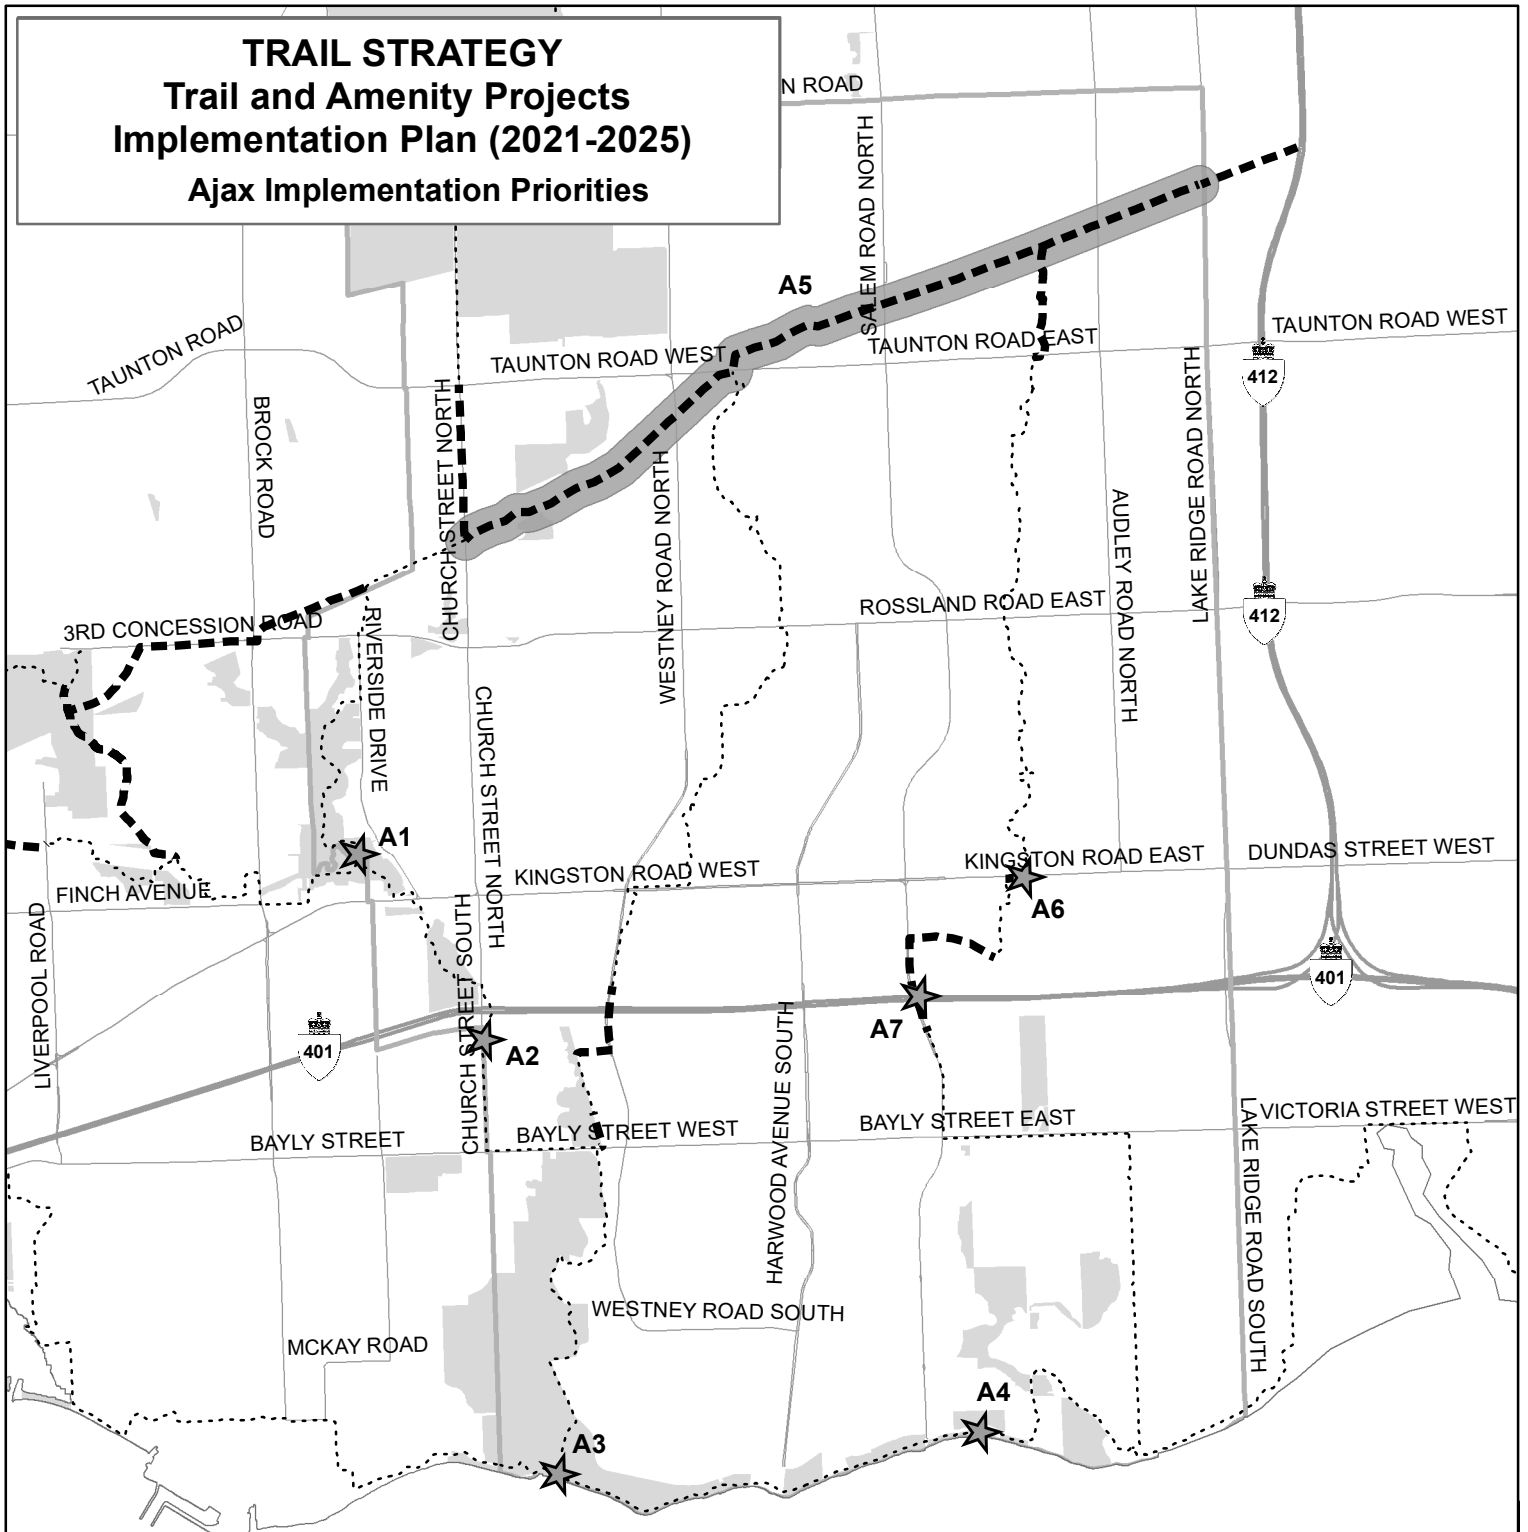 TRAIL STRATEGY
Trail and Amenity Projects
Implementation Plan (2021-2025)
Ajax Implementation Priorities
N ROAD
SALEM ROAD NORTH
A5
TAUNTON ROAD
TAUNTON ROAD WEST
TAUNTON ROAD EAST
TAUNTON ROAD WEST
412
BROCK ROAD
CHURCH STREET NORTH
WESTNEY ROAD NORTH
AUDLEY ROAD NORTH
LAKE RIDGE ROAD NORTH
412
3RD CONCESSION ROAD
ROSSLAND ROAD EAST
RIVERSIDE DRIVE
CHURCH STREET NORTH
A1
FINCH AVENUE
KINGSTON ROAD WEST
KINGSTON ROAD EAST
DUNDAS STREET WEST
A6
LIVERPOOL ROAD
CHURCH STREET SOUTH
401
401
A2
A7
HARWOOD AVENUE SOUTH
BAYLY STREET
BAYLY STREET WEST
BAYLY STREET EAST
VICTORIA STREET WEST
LAKE RIDGE ROAD SOUTH
WESTNEY ROAD SOUTH
MCKAY ROAD
A4
A3